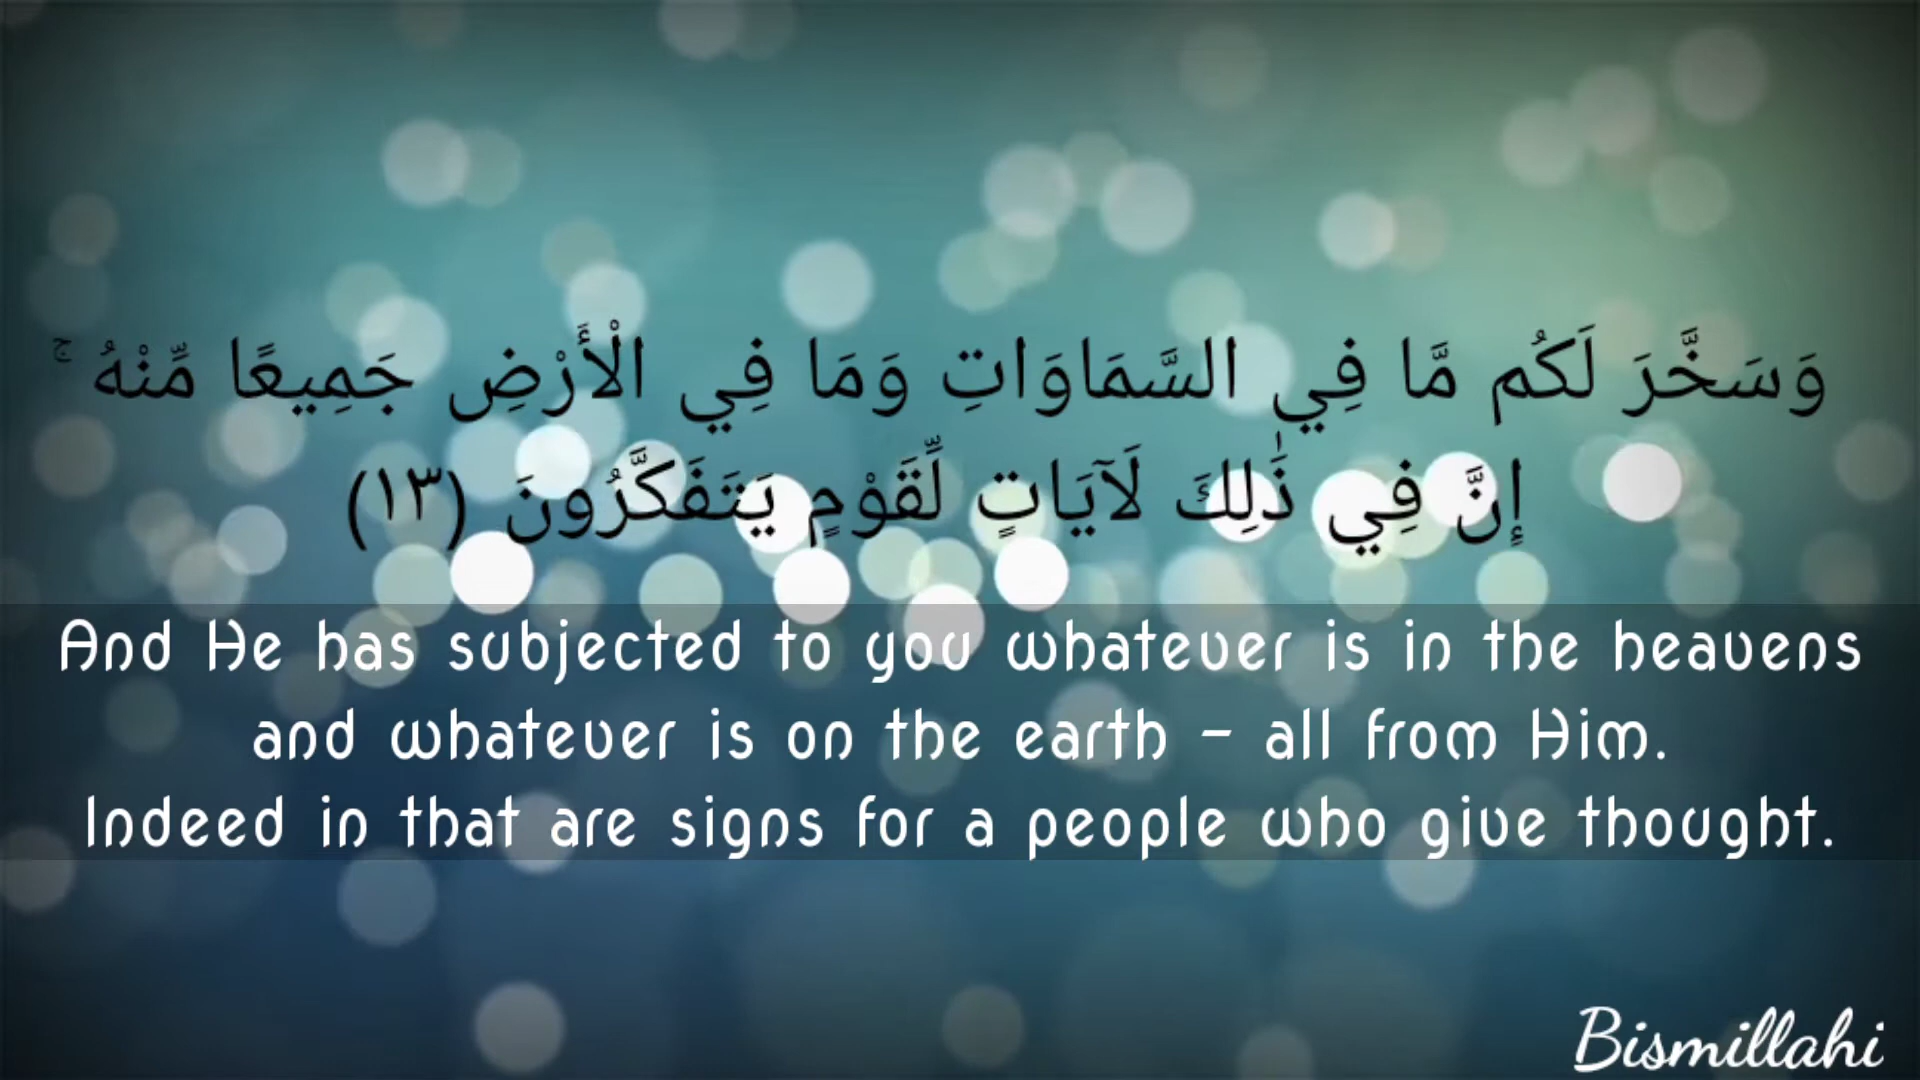 وَسَخَّرَ لَكُم مَّا فِي السَّمَاوَاتِ وَمَا فِي الْأَرْضِ جَمِيعًا مِّنْهُ ۚ
إِنَّ فِي ذَٰلِكَ لَآيَاتٍ لِّقَوْمٍ يَتَفَكَّرُونَ (١٣)
And He has subjected to you whatever is in the heavens
and whatever is on the earth - all from Him.
Indeed in that are signs for a people who give thought.
Bismillahi